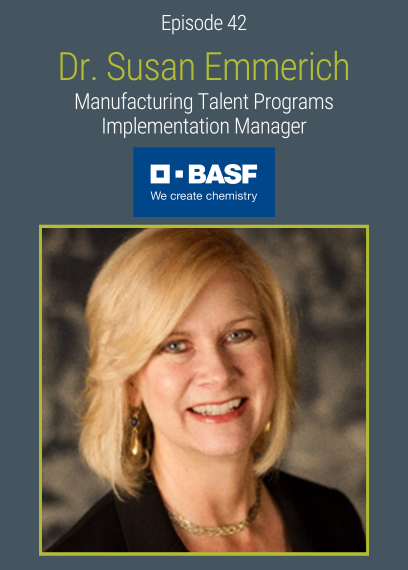 Episode 42
Dr. Susan Emmerich
Manufacturing Talent Programs
Implementation Manager
BASF
We create chemistry